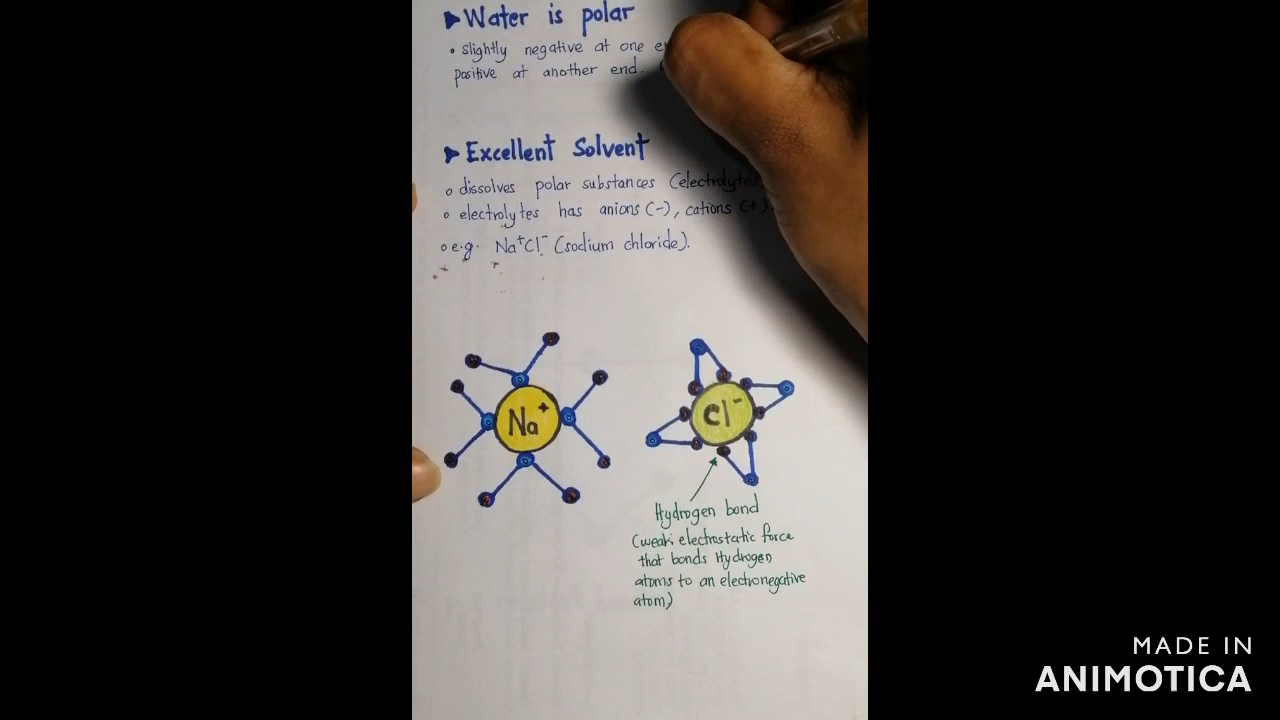 Water is polar
• slightly negative at one
positive at another end.
Excellent Solvent
o dissolves polar substances (electrolytes
o electrolytes has anions (-), cations (+)
o e.g. Na⁺Cl⁻ (sodium chloride).
Na⁺
Cl⁻
Hydrogen bond
(weak electrostatic force
that bonds Hydrogen
atoms to an electronegative
atom)
MADE IN
ANIMOTICA